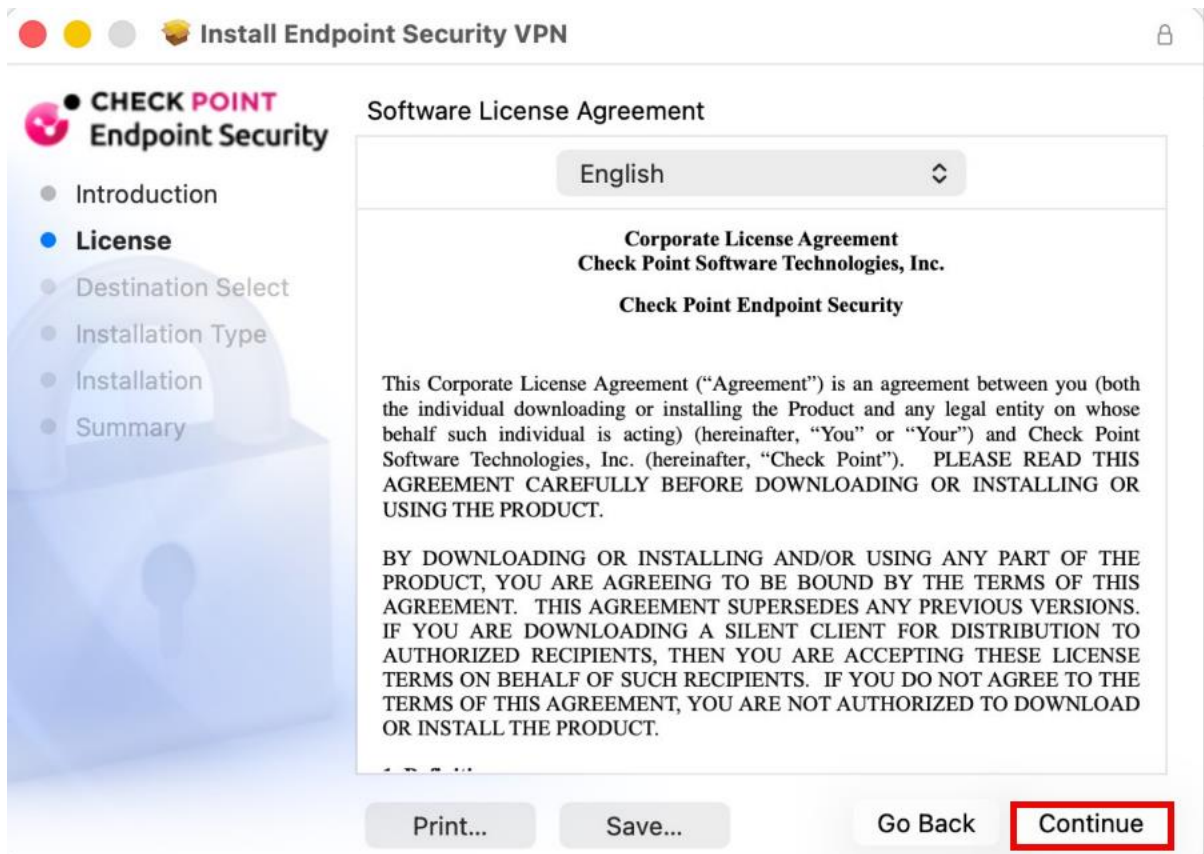 Install Endpoint Security VPN
CHECK POINT
Endpoint Security
Introduction
License
Destination Select
Installation Type
Installation
Summary
Software License Agreement
English
Corporate License Agreement
Check Point Software Technologies, Inc.
Check Point Endpoint Security
This Corporate License Agreement (“Agreement”) is an agreement between you (both
the individual downloading or installing the Product and any legal entity on whose
behalf such individual is acting) (hereinafter, “You” or “Your”) and Check Point
Software Technologies, Inc. (hereinafter, “Check Point”). PLEASE READ THIS
AGREEMENT CAREFULLY BEFORE DOWNLOADING OR INSTALLING OR
USING THE PRODUCT.
BY DOWNLOADING OR INSTALLING AND/OR USING ANY PART OF THE
PRODUCT, YOU ARE AGREEING TO BE BOUND BY THE TERMS OF THIS
AGREEMENT. THIS AGREEMENT SUPERSEDES ANY PREVIOUS VERSIONS.
IF YOU ARE DOWNLOADING A SILENT CLIENT FOR DISTRIBUTION TO
AUTHORIZED RECIPIENTS, THEN YOU ARE ACCEPTING THESE LICENSE
TERMS ON BEHALF OF SUCH RECIPIENTS. IF YOU DO NOT AGREE TO THE
TERMS OF THIS AGREEMENT, YOU ARE NOT AUTHORIZED TO DOWNLOAD
OR INSTALL THE PRODUCT.
Print...
Save...
Go Back
Continue